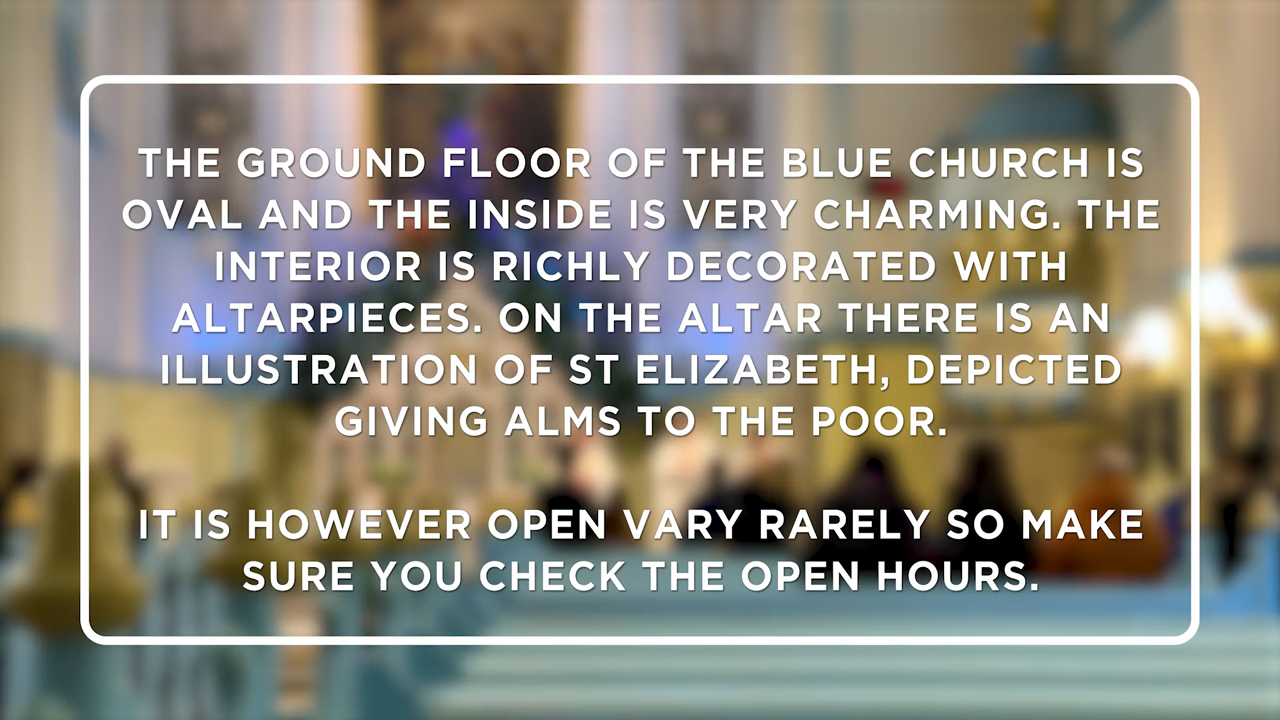 THE GROUND FLOOR OF THE BLUE CHURCH IS
OVAL AND THE INSIDE IS VERY CHARMING. THE
INTERIOR IS RICHLY DECORATED WITH
ALTARPIECES. ON THE ALTAR THERE IS AN
ILLUSTRATION OF ST ELIZABETH, DEPICTED
GIVING ALMS TO THE POOR.
IT IS HOWEVER OPEN VARY RARELY SO MAKE
SURE YOU CHECK THE OPEN HOURS.